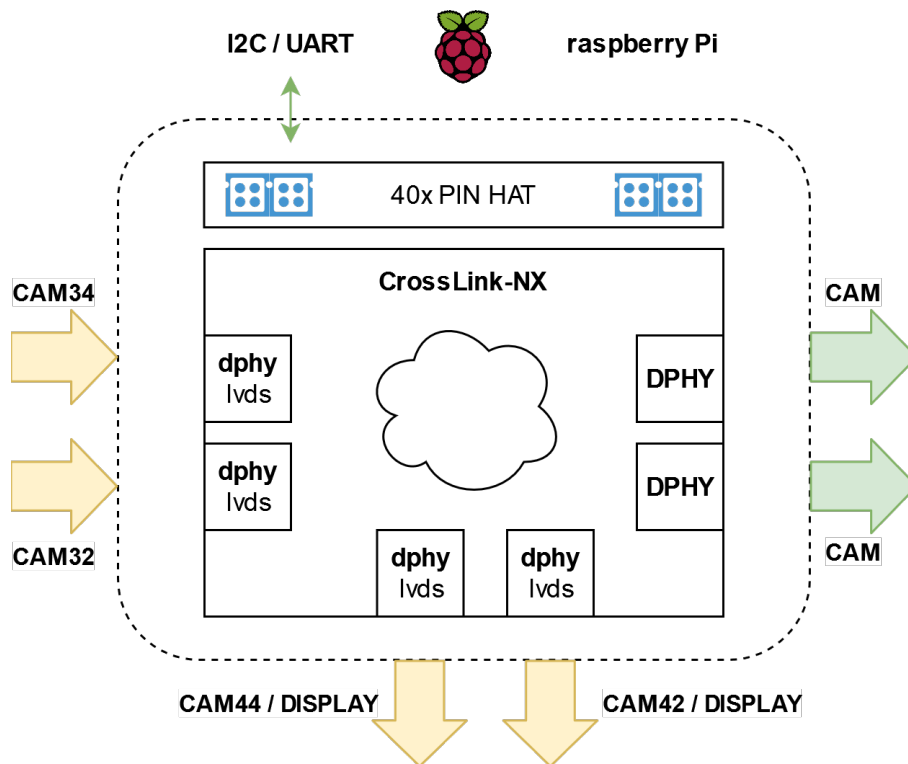 I2C / UART
raspberry Pi
40x PIN HAT
CrossLink-NX
CAM34
CAM
dphy
lvds
DPHY
dphy
lvds
DPHY
CAM32
CAM
dphy
lvds
dphy
lvds
CAM44 / DISPLAY
CAM42 / DISPLAY